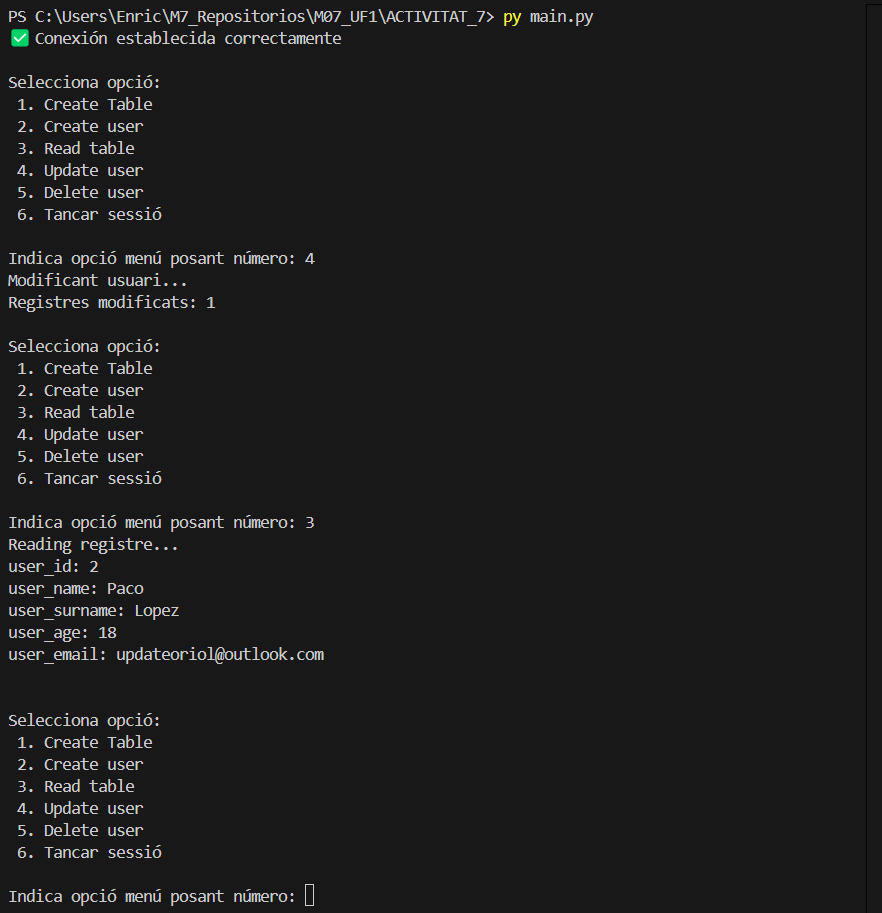 PS C:\Users\Enric\M7_Repositorios\M07_UF1\ACTIVITAT_7> py main.py
✅ Conexión establecida correctamente
Selecciona opció:
1. Create Table
2. Create user
3. Read table
4. Update user
5. Delete user
6. Tancar sessió
Indica opció menú posant número: 4
Modificant usuari...
Registres modificats: 1
Selecciona opció:
1. Create Table
2. Create user
3. Read table
4. Update user
5. Delete user
6. Tancar sessió
Indica opció menú posant número: 3
Reading registre...
user_id: 2
user_name: Paco
user_surname: Lopez
user_age: 18
user_email: updateoriol@outlook.com
Selecciona opció:
1. Create Table
2. Create user
3. Read table
4. Update user
5. Delete user
6. Tancar sessió
Indica opció menú posant número: